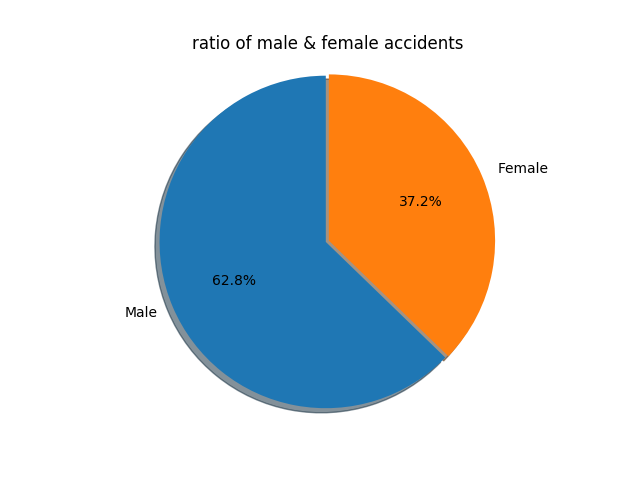 ratio of male & female accidents
Female
37.2%
62.8%
Male